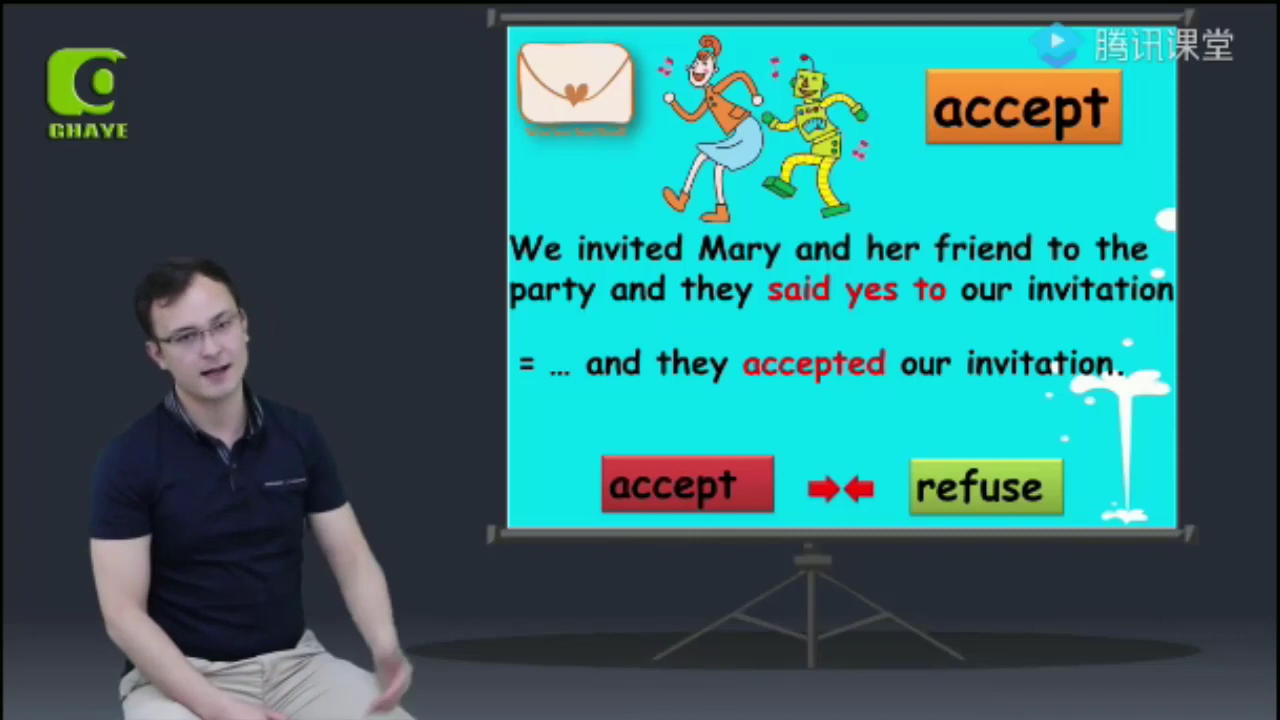 GHAYE
腾讯课堂
accept
We invited Mary and her friend to the
party and they said yes to our invitation
= ... and they accepted our invitation.
accept
refuse